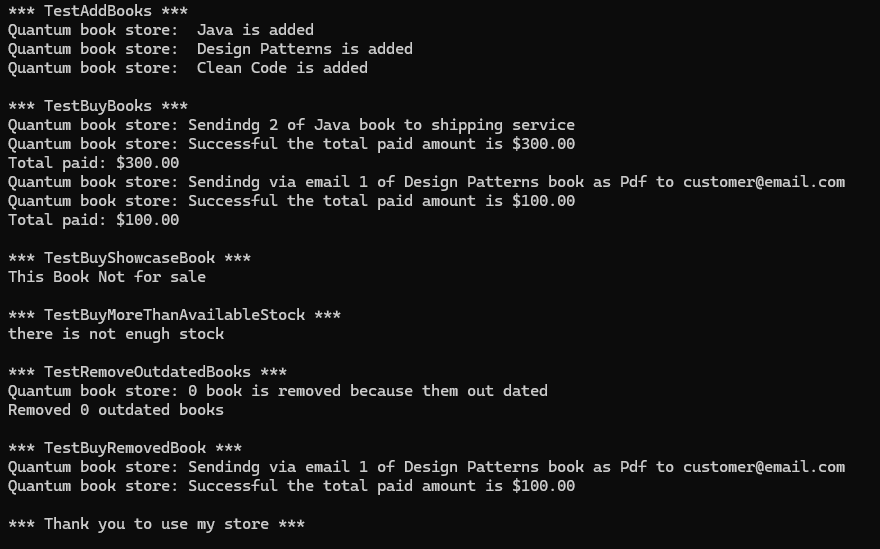 *** TestAddBooks ***
Quantum book store:  Java is added
Quantum book store:  Design Patterns is added
Quantum book store:  Clean Code is added

*** TestBuyBooks ***
Quantum book store: Sendindg 2 of Java book to shipping service
Quantum book store: Successful the total paid amount is $300.00
Total paid: $300.00
Quantum book store: Sendindg via email 1 of Design Patterns book as Pdf to customer@email.com
Quantum book store: Successful the total paid amount is $100.00
Total paid: $100.00

*** TestBuyShowcaseBook ***
This Book Not for sale

*** TestBuyMoreThanAvailableStock ***
there is not enugh stock

*** TestRemoveOutdatedBooks ***
Quantum book store: 0 book is removed because them out dated
Removed 0 outdated books

*** TestBuyRemovedBook ***
Quantum book store: Sendindg via email 1 of Design Patterns book as Pdf to customer@email.com
Quantum book store: Successful the total paid amount is $100.00

*** Thank you to use my store ***